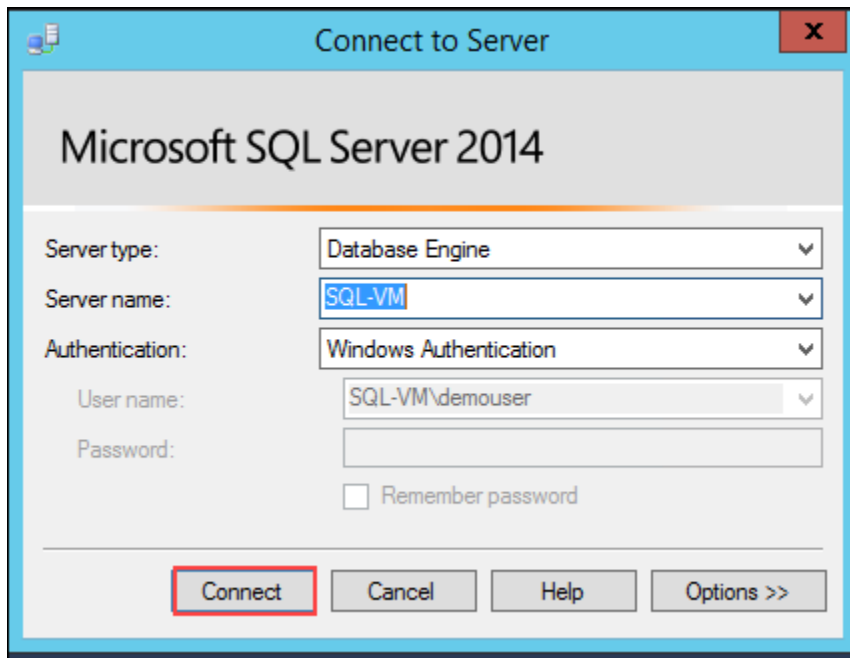 Connect to Server
x
Microsoft SQL Server 2014
Server type: Database Engine
Server name: SQL-VM
Authentication: Windows Authentication
User name: SQL-VM\demouser
Password:
Remember password
Connect Cancel Help Options >>